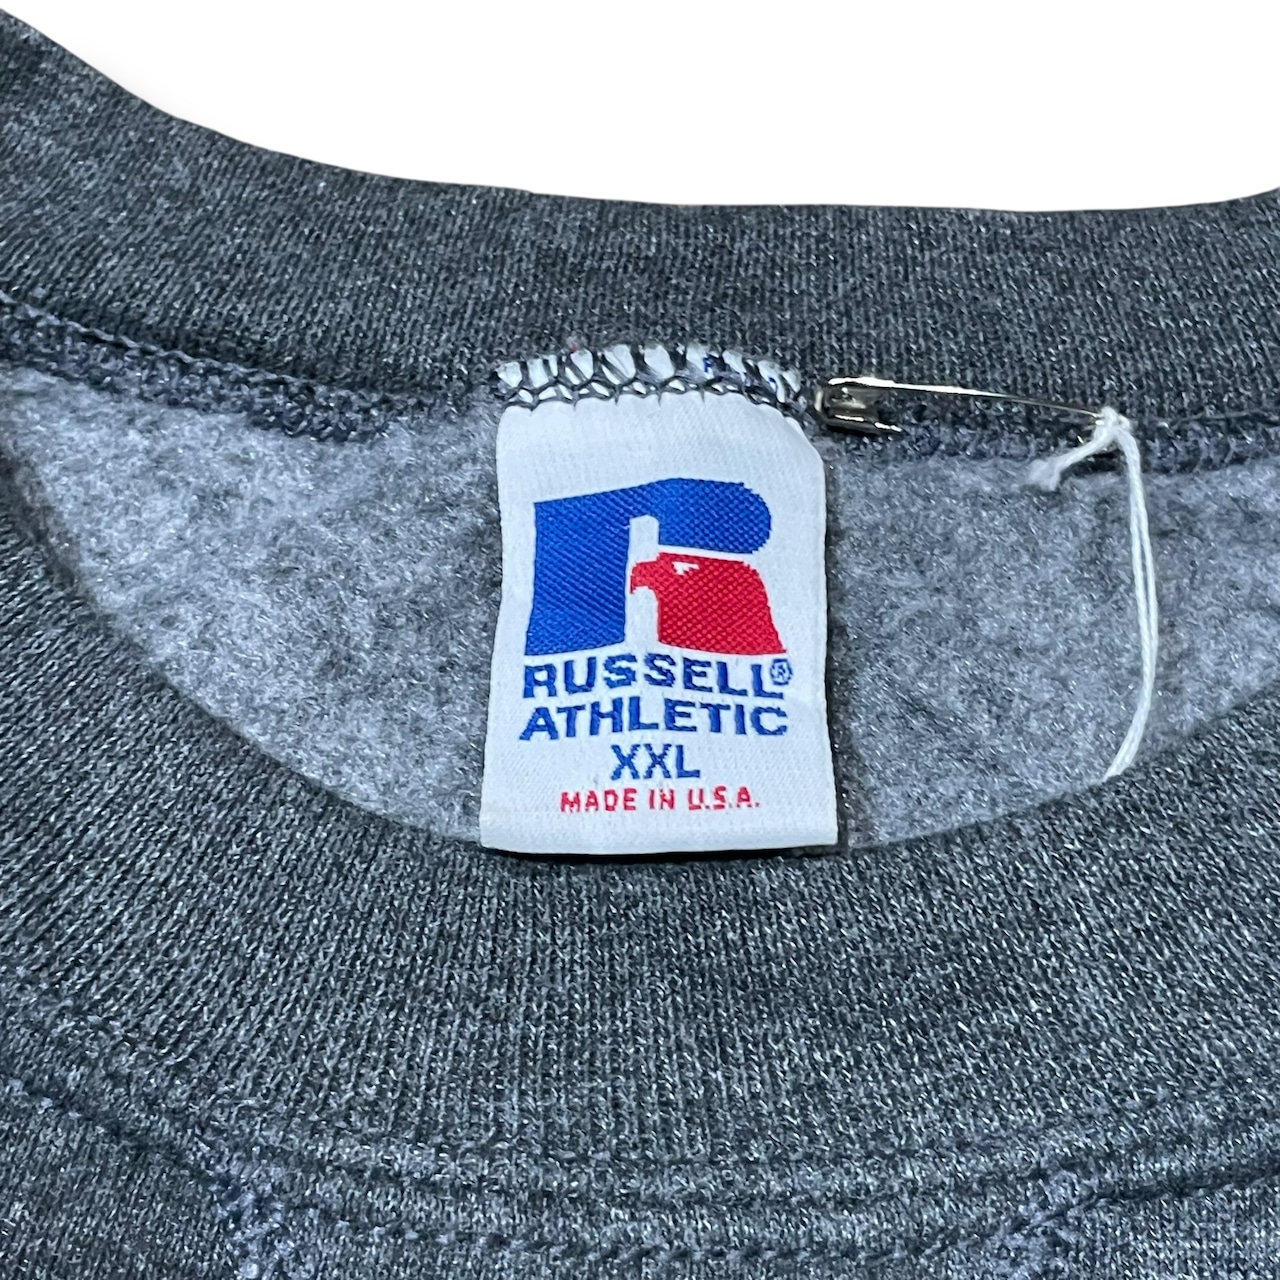 RUSSELL®
ATHLETIC
XXL
MADE IN U.S.A.